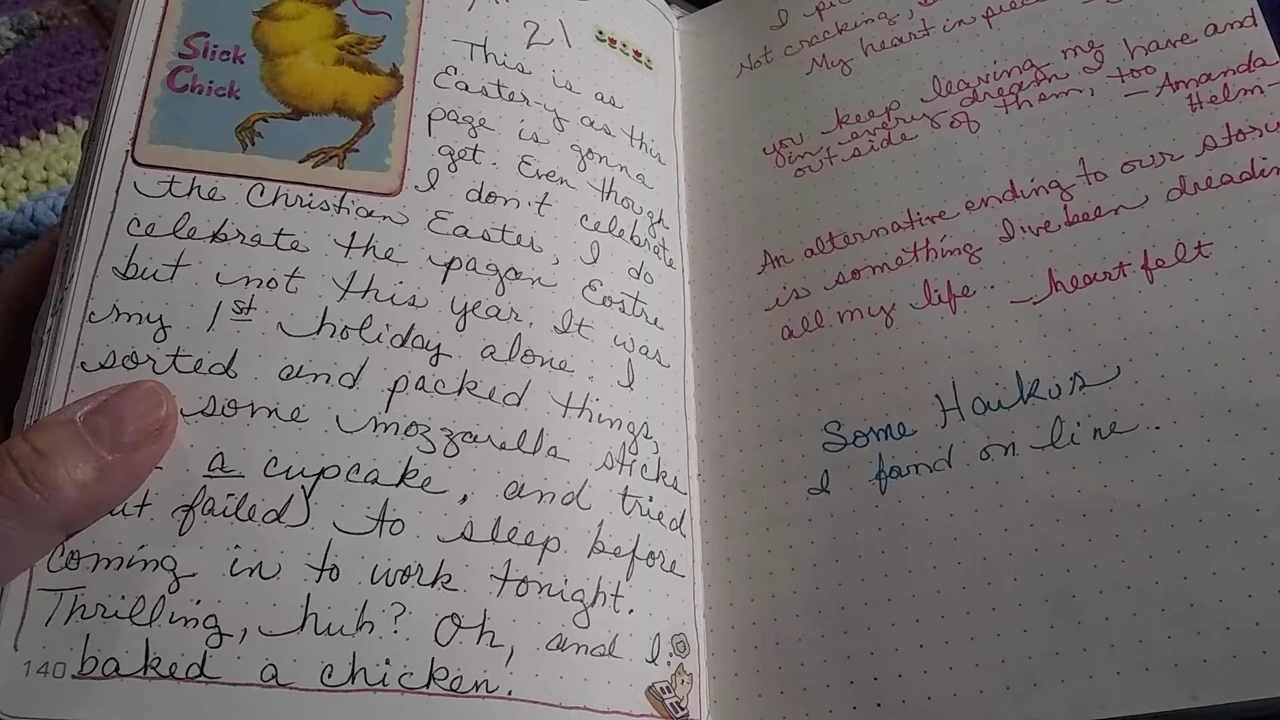 Slick
Chick
21
This is as
Easter-y as this
page is gonna
get. Even though
I don't celebrate
the Christian Easter, I do
celebrate the pagan Eostre
but not this year. It was
my 1st holiday alone. I
sorted and packed things,
some mozzarella sticks
a cupcake, and tried
failed) to sleep before
coming in to work tonight.
Thrilling, huh? Oh, and I
baked a chicken.
140
I
Not cracking,
My heart in
you keep leaving me
in every dream I have and
outside of them, too
- Amanda
Helm-
An alternative ending to our
is something I've been
all my life. - heart felt
Some Haikus
I fond on line.